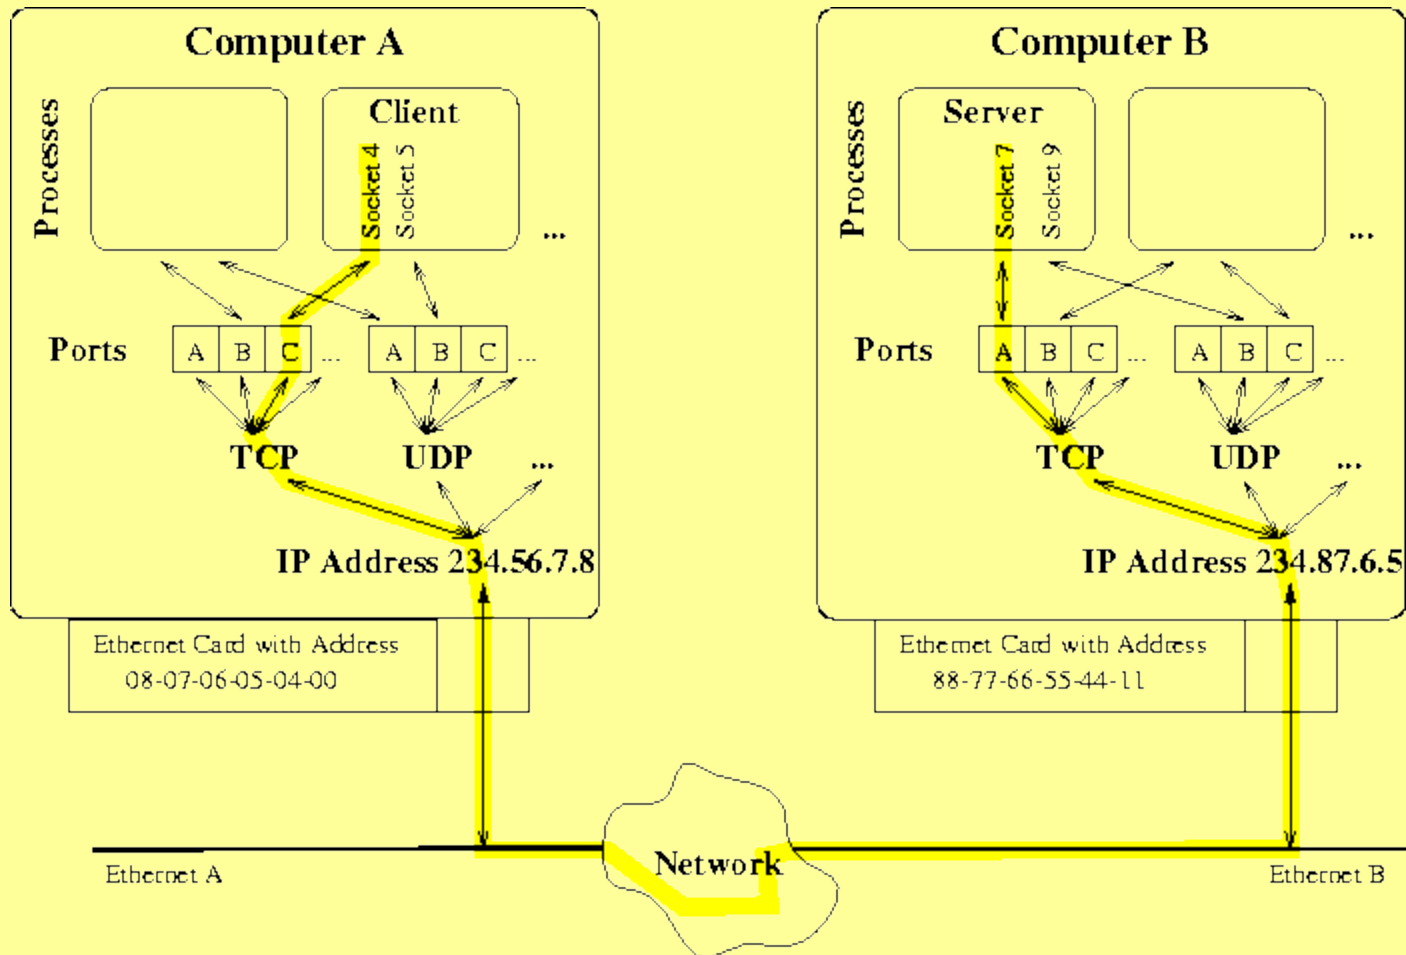 Computer A
Processes
Client
Socket 4
Socket 5
...
Ports
A B C ... A B C ...
TCP UDP ...
IP Address 234.56.7.8
Ethernet Card with Address
08-07-06-05-04-00
Ethernet A
Computer B
Processes
Server
Socket 7
Socket 9
...
Ports
A B C ... A B C ...
TCP UDP ...
IP Address 234.87.6.5
Ethernet Card with Address
88-77-66-55-44-11
Network
Ethernet B